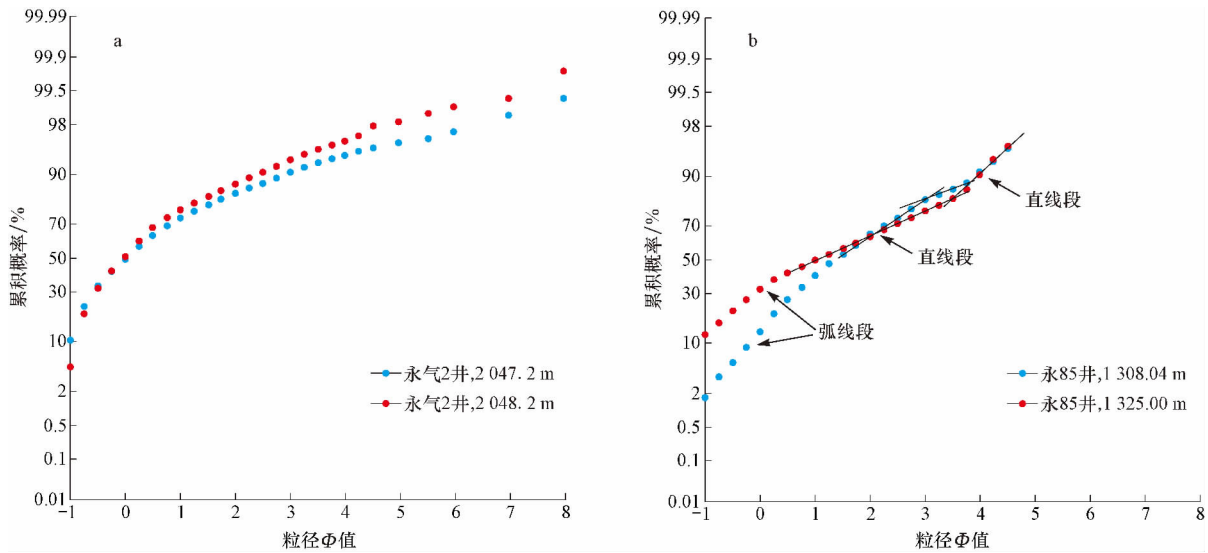 a
99.99
99.9
99.5
98
90
70
50
30
10
2
0.5
0.1
0.01
累积概率/%
-1 0 1 2 3 4 5 6 7 8
粒径Φ值
永气2井,2 047. 2 m
永气2井,2 048. 2 m
b
99.99
99.9
99.5
98
90
70
50
30
10
2
0.5
0.1
0.01
累积概率/%
-1 0 1 2 3 4 5 6 7 8
粒径Φ值
直线段
直线段
弧线段
永85井,1 308.04 m
永85井,1 325.00 m